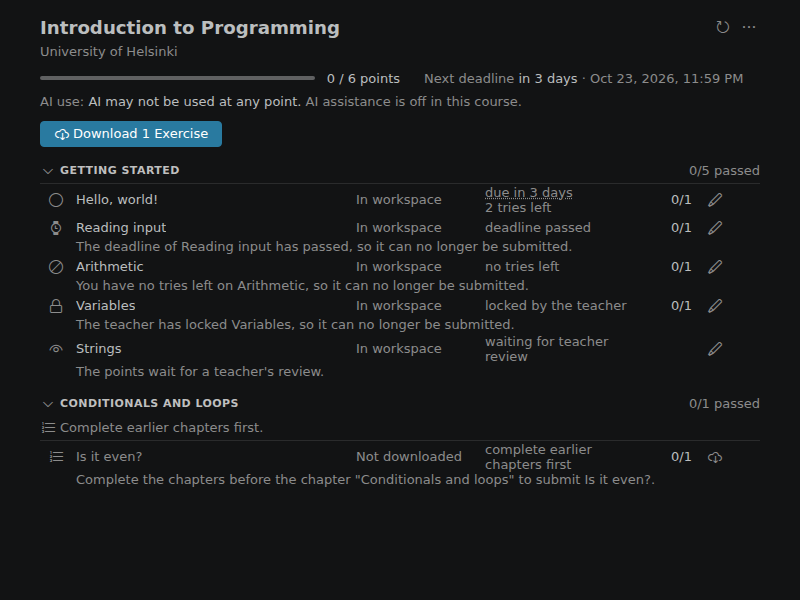 Introduction to Programming
University of Helsinki
0 / 6 points Next deadline in 3 days · Oct 23, 2026, 11:59 PM
AI use: AI may not be used at any point. AI assistance is off in this course.
Download 1 Exercise
GETTING STARTED 0/5 passed
Hello, world! In workspace due in 3 days 0/1
2 tries left
Reading input In workspace deadline passed 0/1
The deadline of Reading input has passed, so it can no longer be submitted.
Arithmetic In workspace no tries left 0/1
You have no tries left on Arithmetic, so it can no longer be submitted.
Variables In workspace locked by the teacher 0/1
The teacher has locked Variables, so it can no longer be submitted.
Strings In workspace waiting for teacher
review
The points wait for a teacher's review.
CONDITIONALS AND LOOPS 0/1 passed
Complete earlier chapters first.
Is it even? Not downloaded complete earlier 0/1
chapters first
Complete the chapters before the chapter "Conditionals and loops" to submit Is it even?.